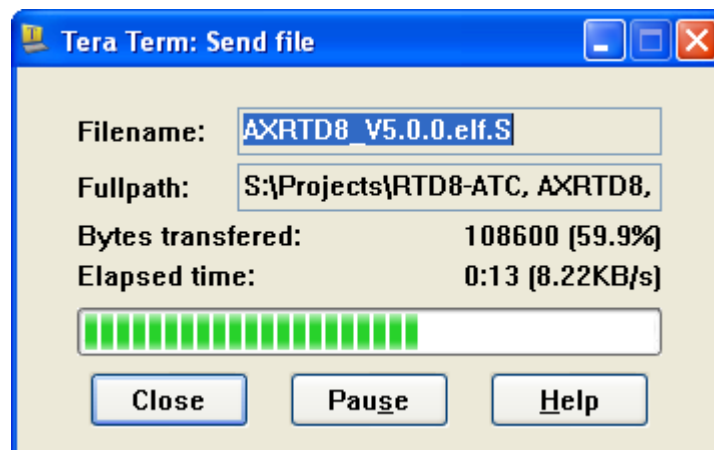 Tera Term: Send file
Filename: AXRTD8_V5.0.0.elf.S
Fullpath: S:\Projects\RTD8-ATC, AXRTD8,
Bytes transfered: 108600 (59.9%)
Elapsed time: 0:13 (8.22KB/s)
Close Pause Help